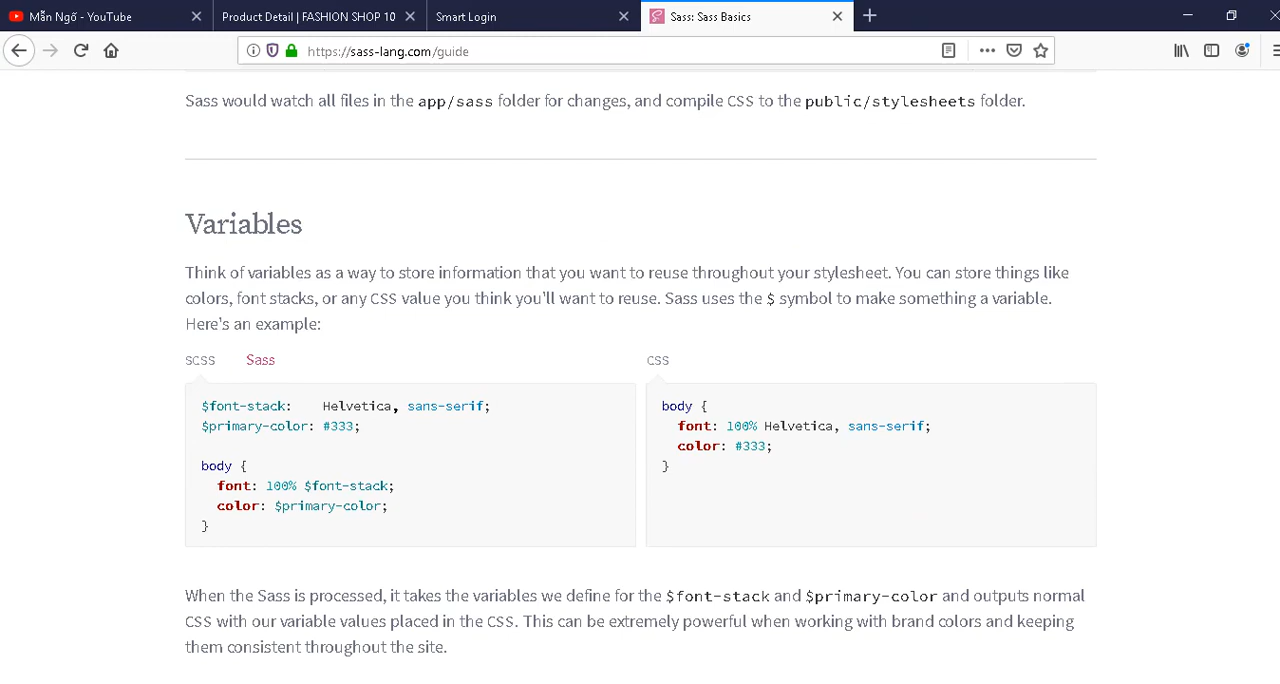 Mẫn Ngố - YouTube
Product Detail | FASHION SHOP 10
Smart Login
Sass: Sass Basics
https://sass-lang.com/guide
Sass would watch all files in the app/sass folder for changes, and compile CSS to the public/stylesheets folder.
Variables
Think of variables as a way to store information that you want to reuse throughout your stylesheet. You can store things like
colors, font stacks, or any CSS value you think you'll want to reuse. Sass uses the $ symbol to make something a variable.
Here's an example:
SCSS Sass
$font-stack: Helvetica, sans-serif;
$primary-color: #333;
body {
font: 100% $font-stack;
color: $primary-color;
}
CSS
body {
font: 100% Helvetica, sans-serif;
color: #333;
}
When the Sass is processed, it takes the variables we define for the $font-stack and $primary-color and outputs normal
CSS with our variable values placed in the CSS. This can be extremely powerful when working with brand colors and keeping
them consistent throughout the site.